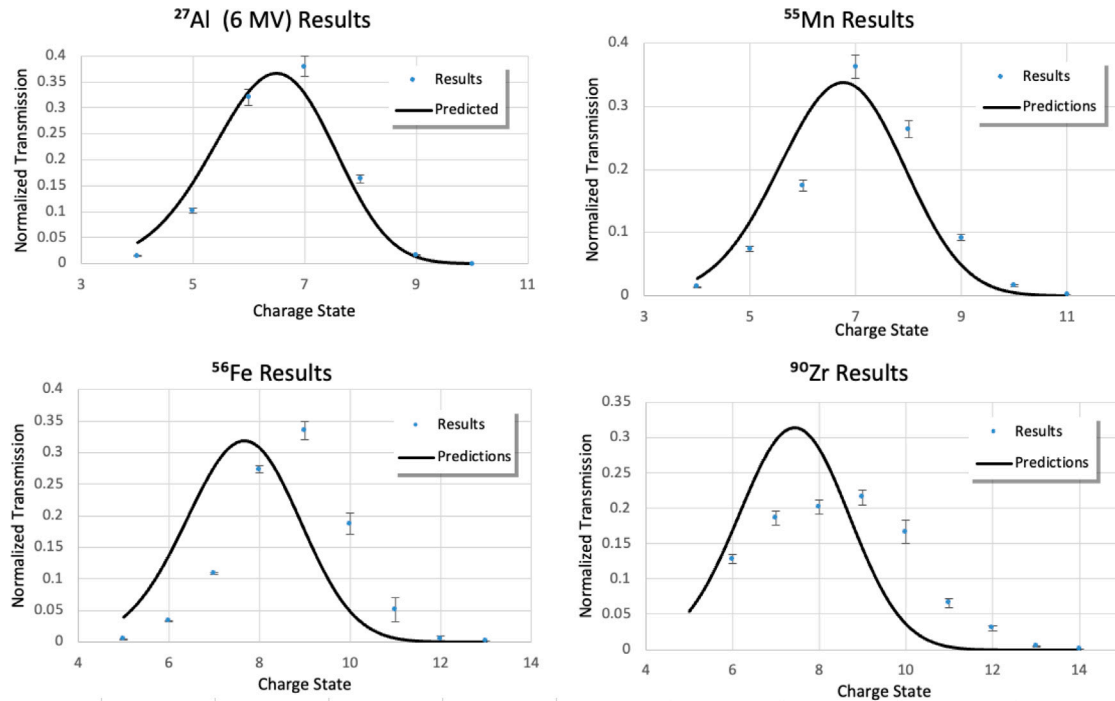 ²⁷Al (6 MV) Results
Normalized Transmission
0.4
0.35
0.3
0.25
0.2
0.15
0.1
0.05
0
3 5 7 9 11
Charage State
Results
Predicted
⁵⁵Mn Results
Normalized Transmission
0.4
0.3
0.2
0.1
0
3 5 7 9 11
Charge State
Results
Predictions
⁵⁶Fe Results
Normalized Transmission
0.4
0.35
0.3
0.25
0.2
0.15
0.1
0.05
0
4 6 8 10 12 14
Charge State
Results
Predictions
⁹⁰Zr Results
Normalized Transmission
0.35
0.3
0.25
0.2
0.15
0.1
0.05
0
4 6 8 10 12 14
Charge State
Results
Predictions